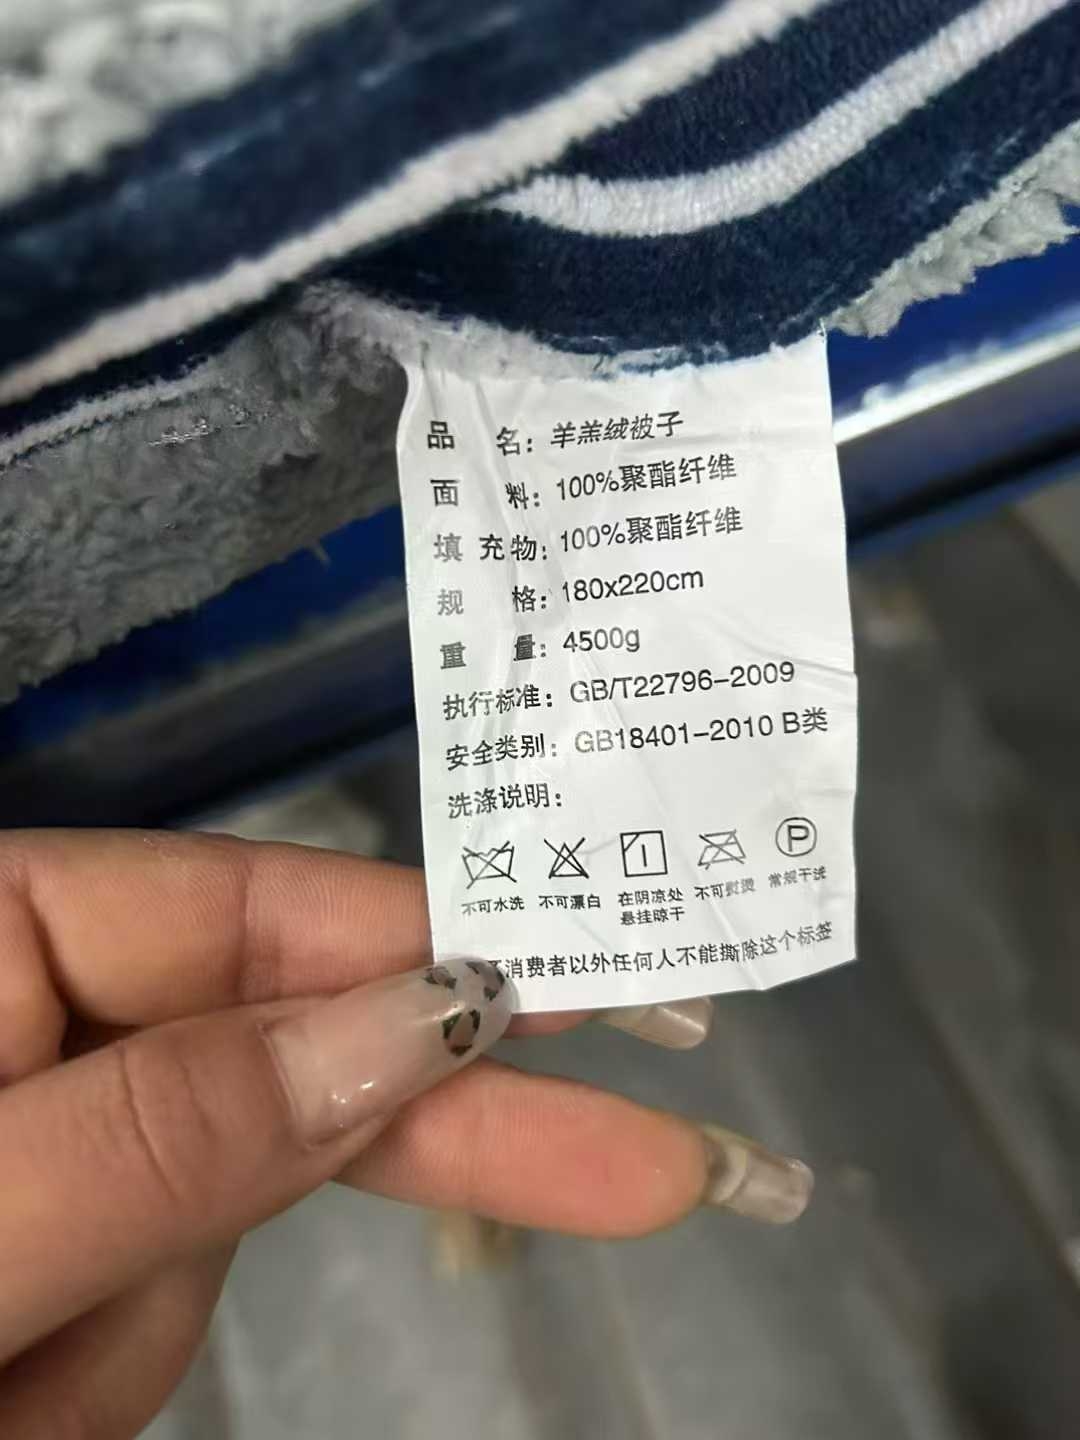 品 名：羊羔绒被子
面 料：100%聚酯纤维
填充物：100%聚酯纤维
规 格：180x220cm
重 量：4500g
执行标准：GB/T22796-2009
安全类别：GB18401-2010 B类
洗涤说明：
不可水洗 不可漂白 在阴凉处悬挂晾干 不可熨烫 常规干洗
消费者以外任何人不能撕除这个标签